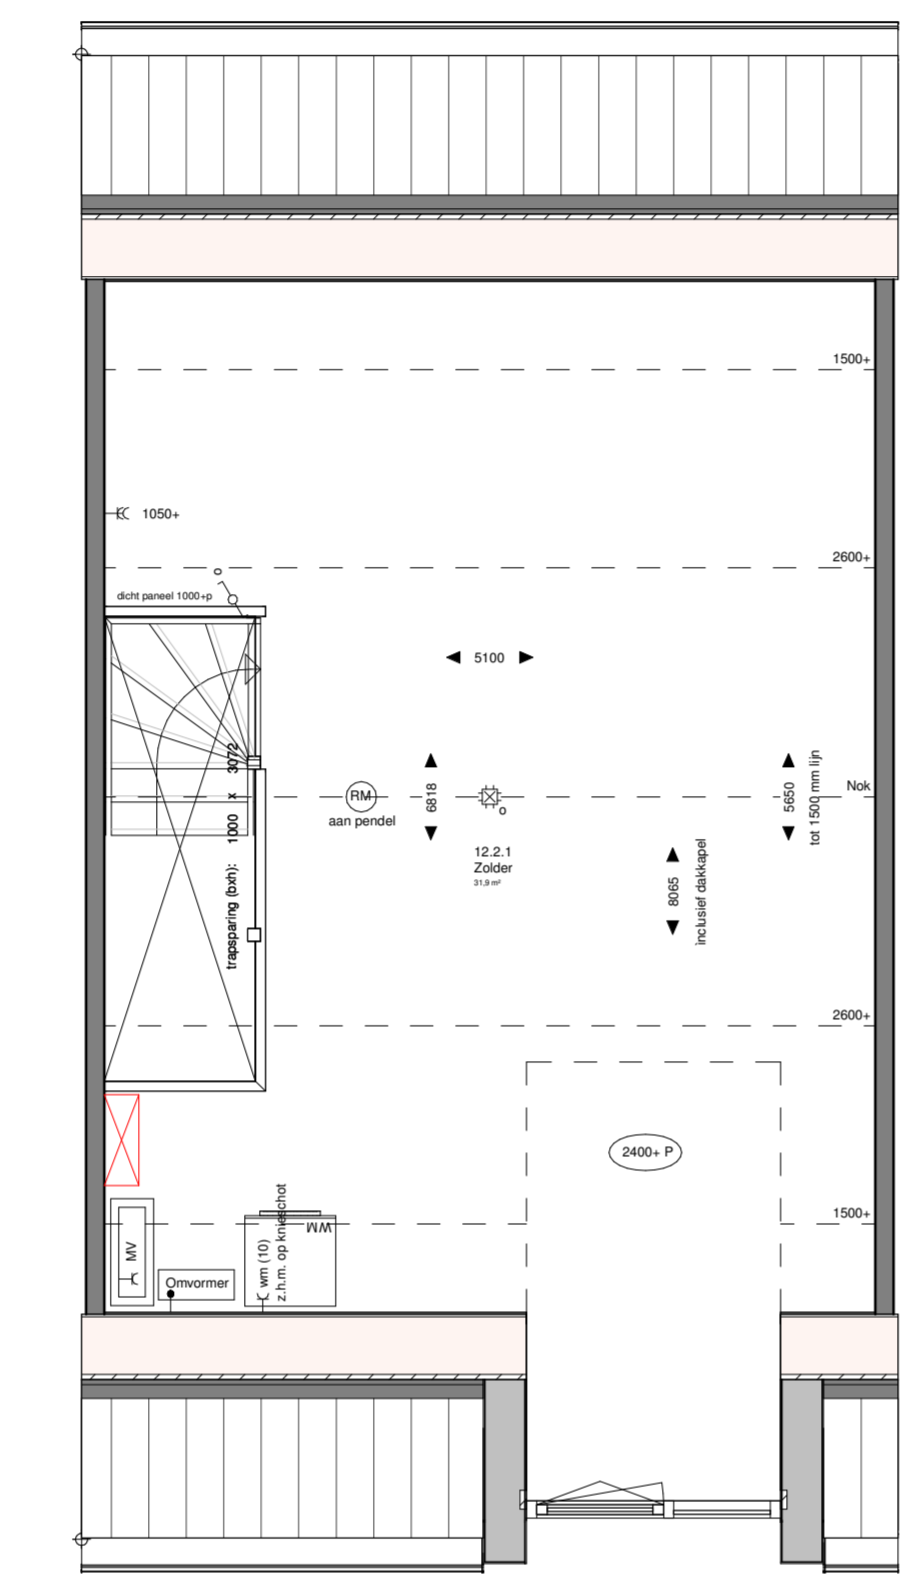 1500+
1050+
2600+
dicht paneel 1000+p
5100
trapsparing (bxh): 1000 x 3072
RM
aan pendel
6818
12.2.1
Zolder
31,9 m²
Nok
5650
tot 1500 mm lijn
8065
inclusief dakkapel
2600+
2400+ P
1500+
MV
Omvormer
WM
wm (10)
z.h.m. op knieschot